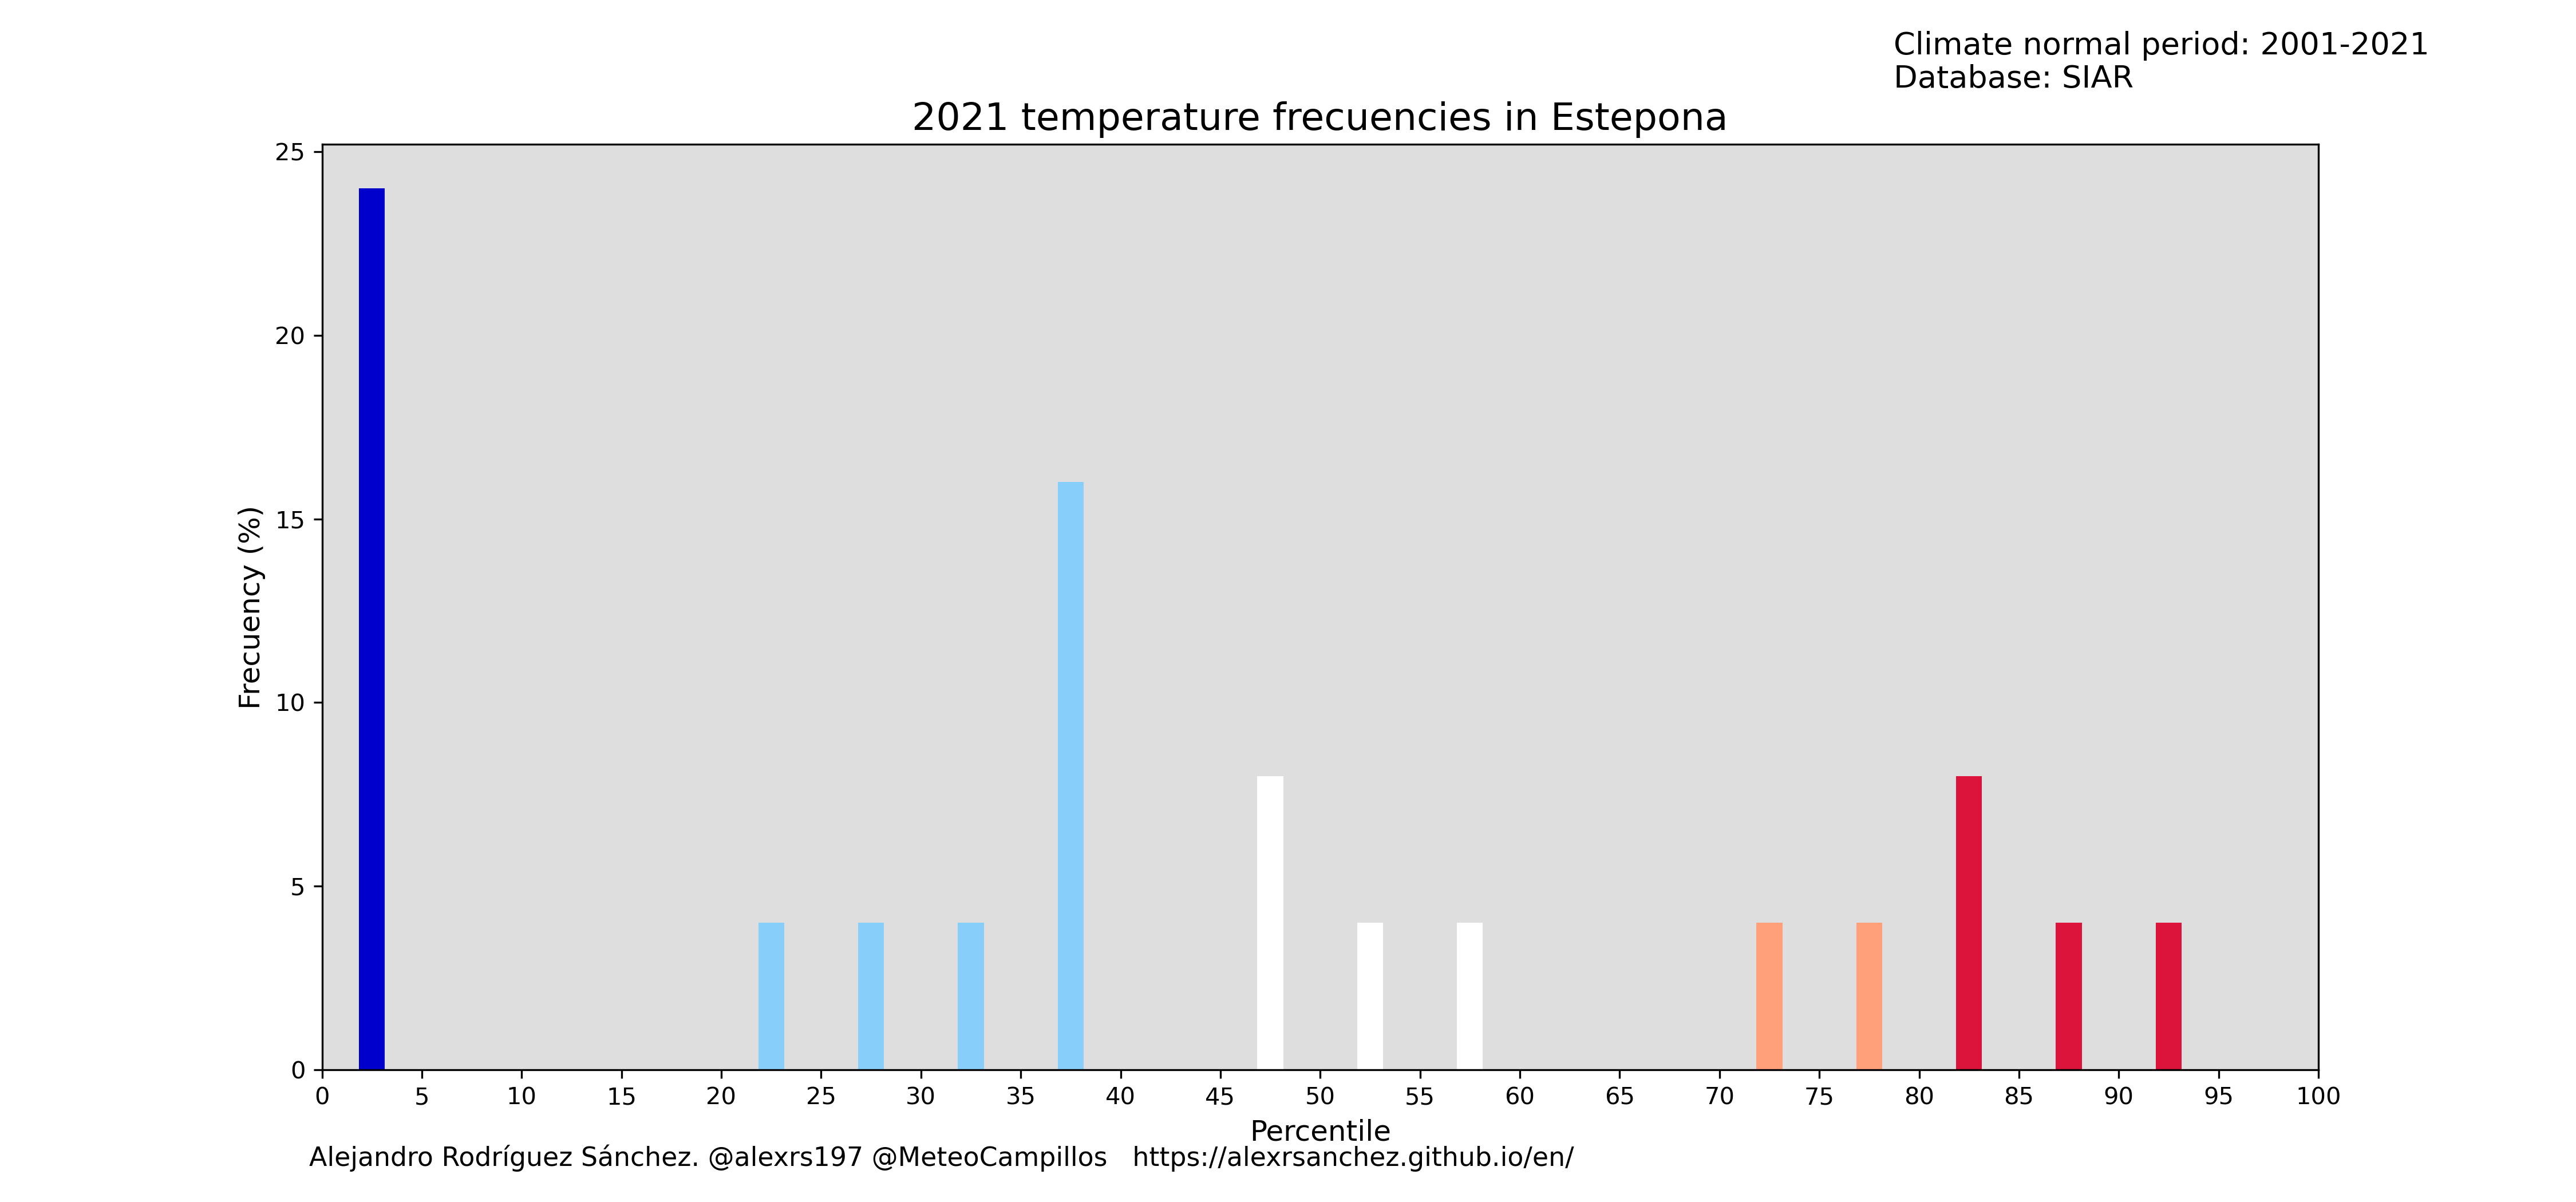 Climate normal period: 2001-2021
Database: SIAR
2021 temperature frecuencies in Estepona
25
20
15
10
5
0
Frecuency (%)
0 5 10 15 20 25 30 35 40 45 50 55 60 65 70 75 80 85 90 95 100
Percentile
Alejandro Rodríguez Sánchez. @alexrs197 @MeteoCampillos https://alexrsanchez.github.io/en/